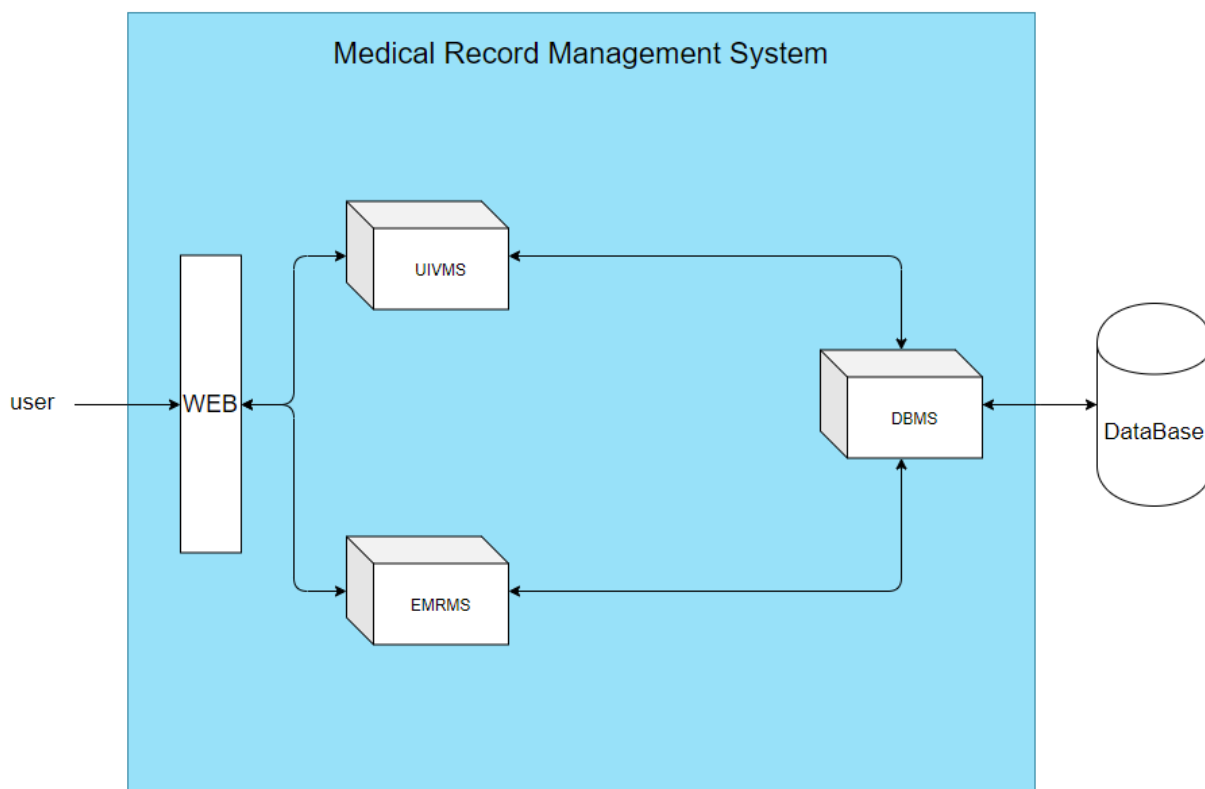 Medical Record Management System
UIVMS
user
WEB
DBMS
DataBase
EMRMS